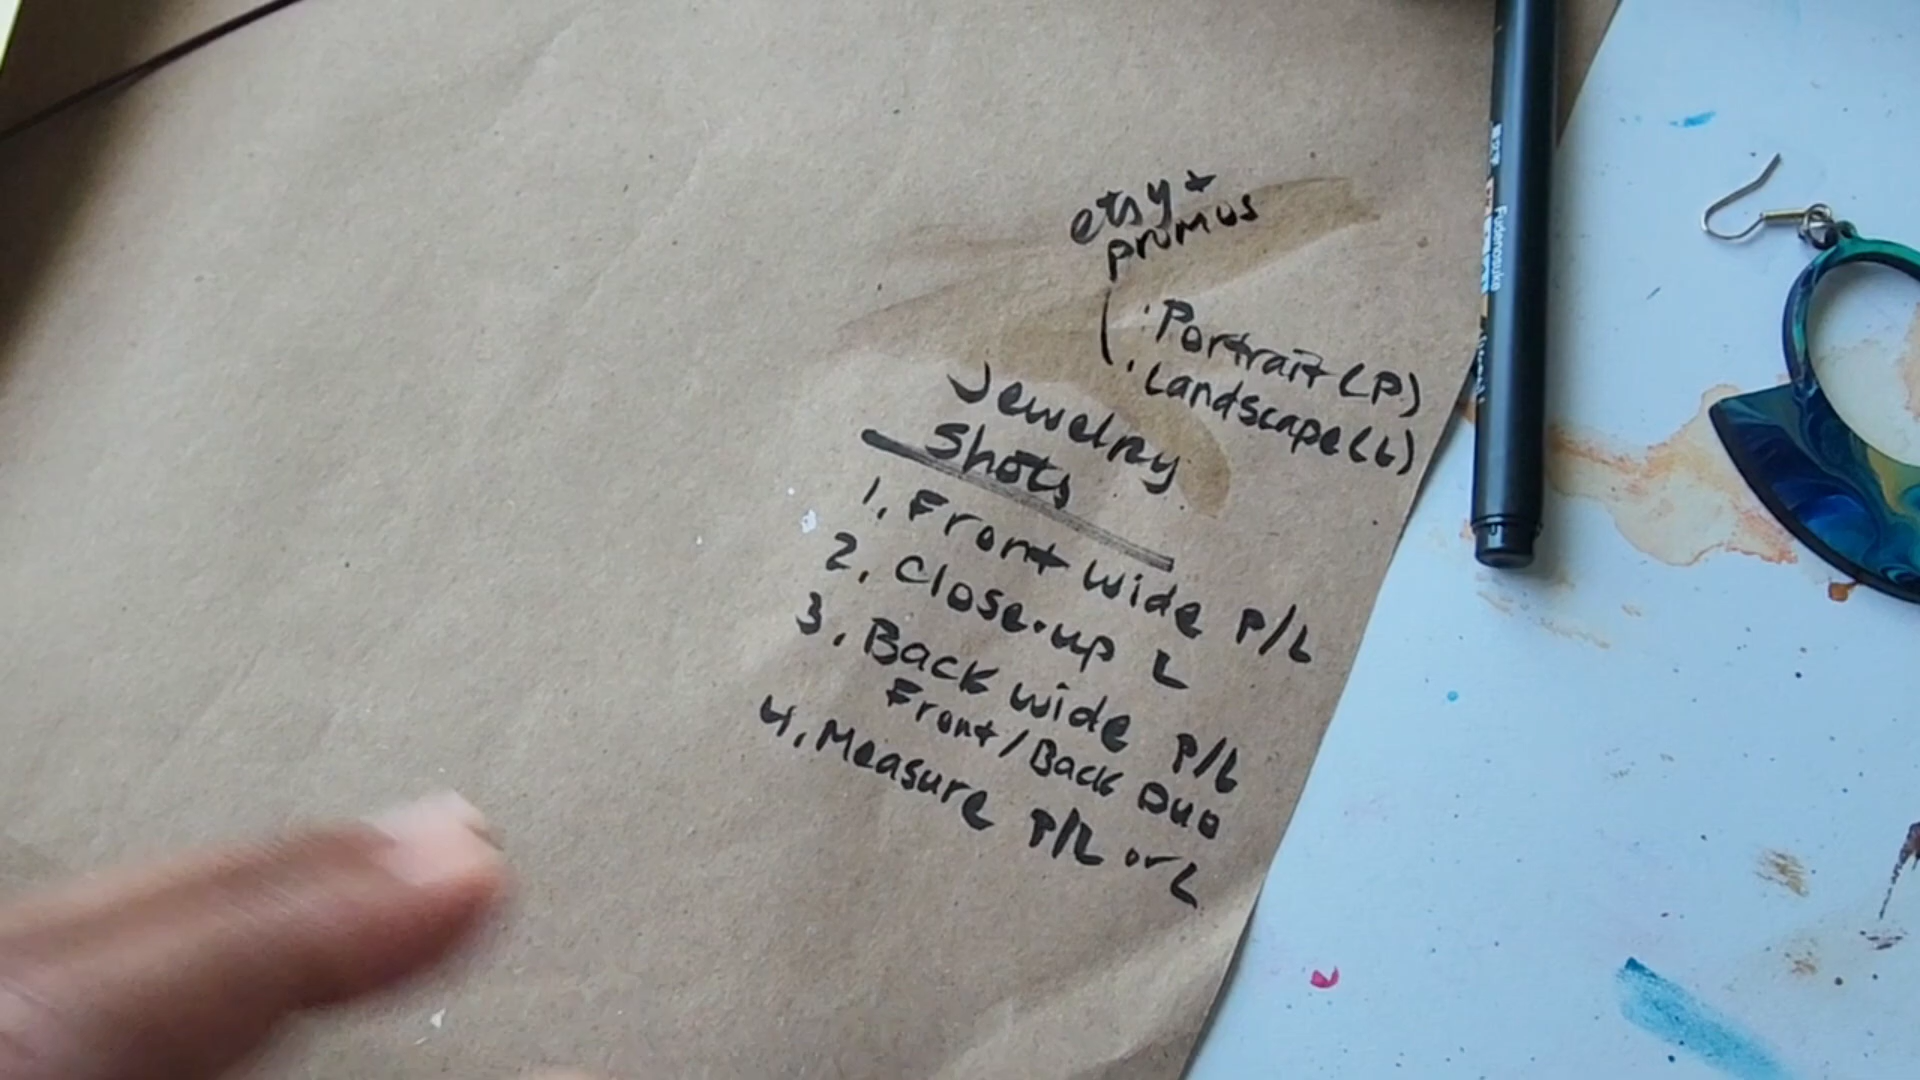 etsy +
promos
· Portrait (P)
· Landscape (L)
Jewelry
Shots
1. Front wide P/L
2. Close-up L
3. Back wide P/L
Front/Back Duo
4. Measure P/L or L
Fudenosuke